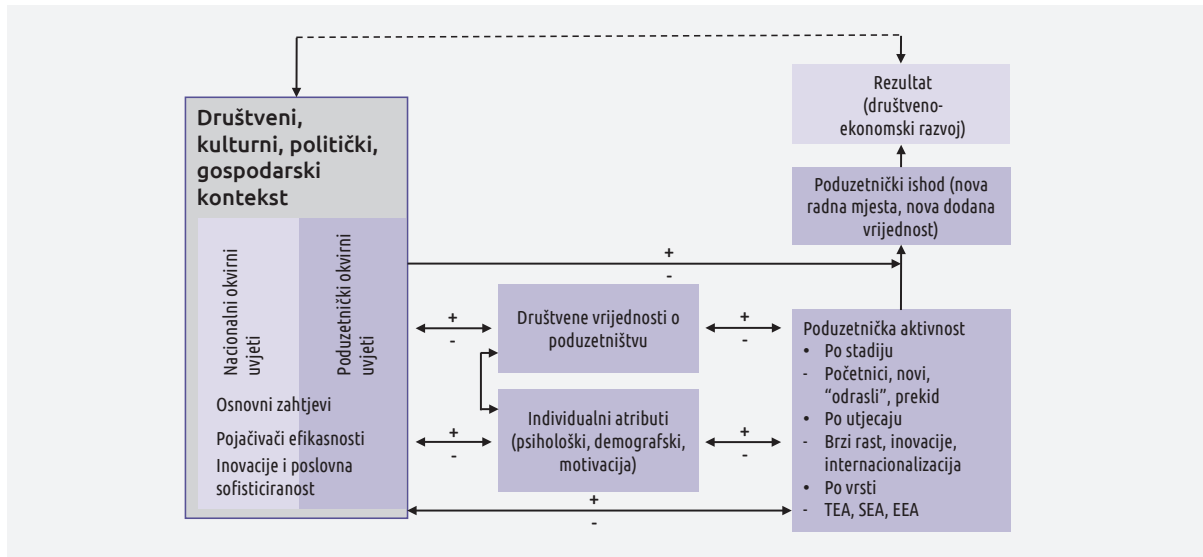 Društveni,
kulturni, politički,
gospodarski
kontekst
Nacionalni okvirni
uvjeti
Poduzetnički okvirni
uvjeti
Osnovni zahtjevi
Pojačivači efikasnosti
Inovacije i poslovna
sofisticiranost
+
-
+
-
Društvene vrijednosti o
poduzetništvu
+
-
+
-
Individualni atributi
(psihološki, demografski,
motivacija)
+
-
+
-
Rezultat
(društveno-
ekonomski razvoj)
Poduzetnički ishod (nova
radna mjesta, nova dodana
vrijednost)
Poduzetnička aktivnost
• Po stadiju
- Početnici, novi,
“odrasli”, prekid
• Po utjecaju
- Brzi rast, inovacije,
internacionalizacija
• Po vrsti
- TEA, SEA, EEA